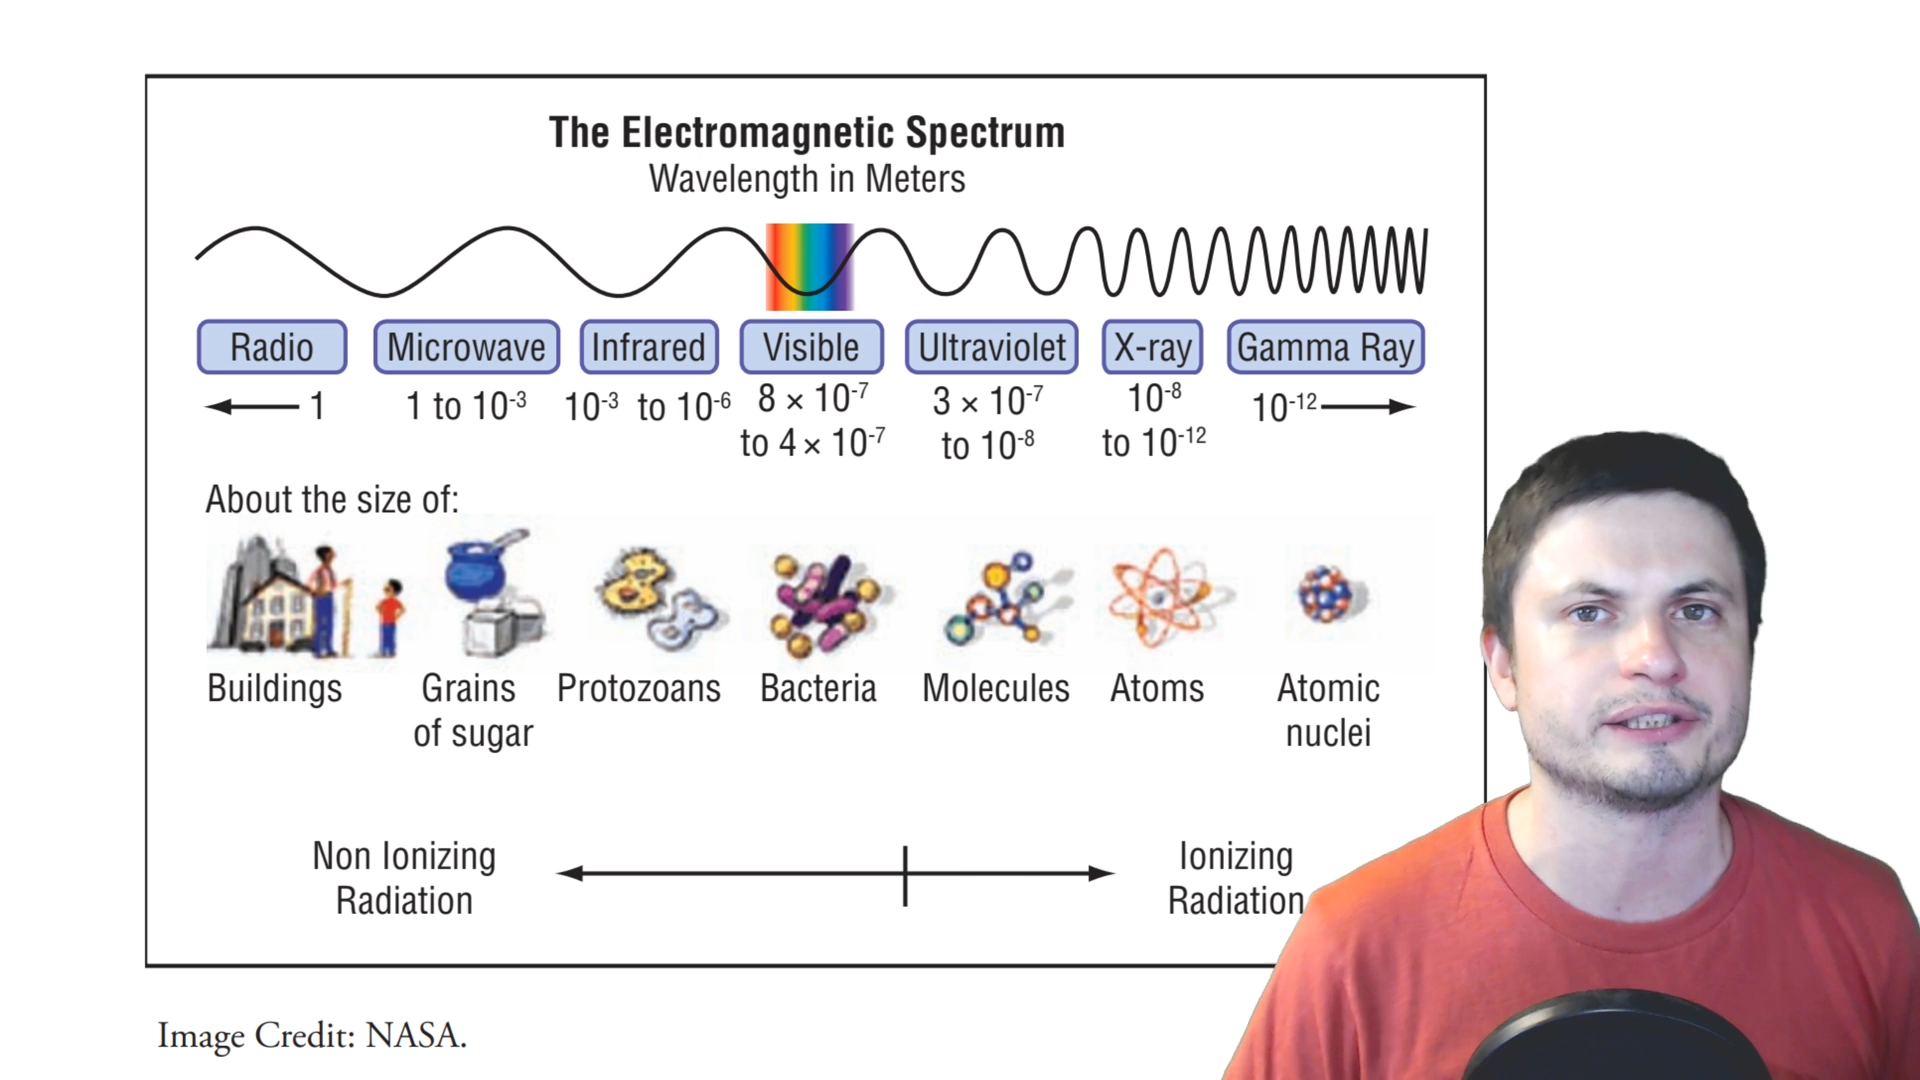 The Electromagnetic Spectrum
Wavelength in Meters
Radio Microwave Infrared Visible Ultraviolet X-ray Gamma Ray
1 1 to 10⁻³ 10⁻³ to 10⁻⁶ 8 × 10⁻⁷ 3 × 10⁻⁷ 10⁻⁸ 10⁻¹²
to 4 × 10⁻⁷ to 10⁻⁸ to 10⁻¹²
About the size of:
Buildings Grains Protozoans Bacteria Molecules Atoms Atomic
of sugar nuclei
Non Ionizing Ionizing
Radiation Radiation
Image Credit: NASA.